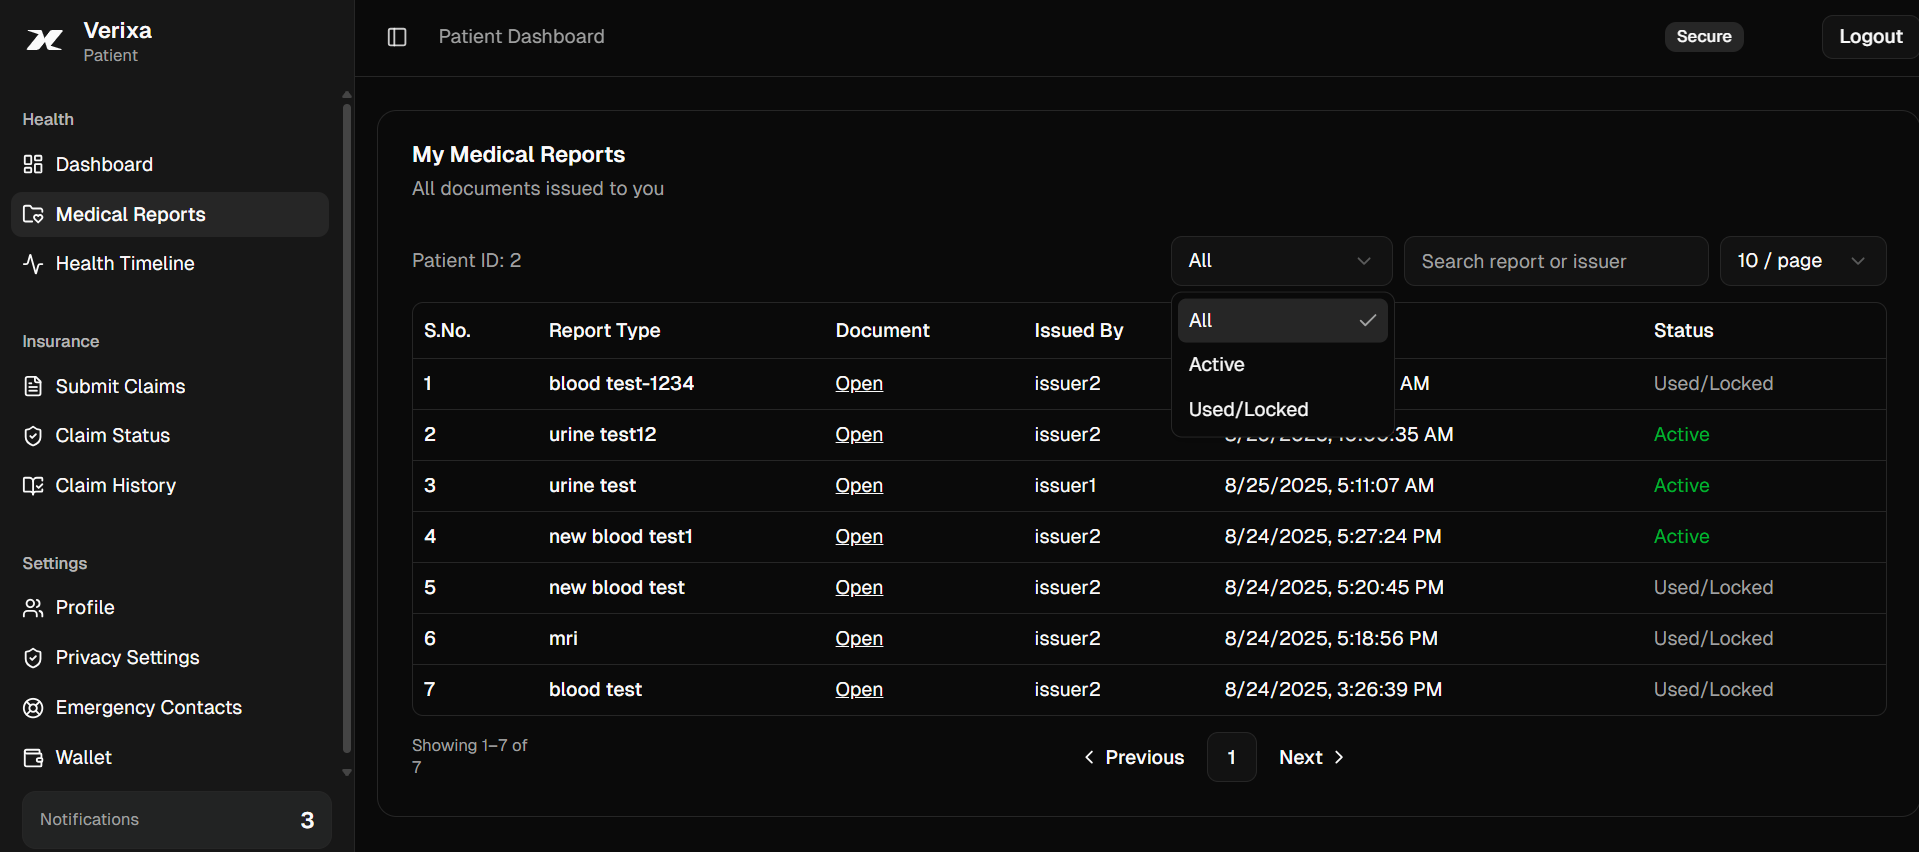 Verixa
Patient
Health
Dashboard
Medical Reports
Health Timeline
Insurance
Submit Claims
Claim Status
Claim History
Settings
Profile
Privacy Settings
Emergency Contacts
Wallet
Notifications 3
Patient Dashboard Secure Logout
My Medical Reports
All documents issued to you
Patient ID: 2 All Search report or issuer 10 / page
All
Active
Used/Locked
S.No. Report Type Document Issued By Status
1 blood test-1234 Open issuer2 AM Used/Locked
2 urine test12 Open issuer2 :35 AM Active
3 urine test Open issuer1 8/25/2025, 5:11:07 AM Active
4 new blood test1 Open issuer2 8/24/2025, 5:27:24 PM Active
5 new blood test Open issuer2 8/24/2025, 5:20:45 PM Used/Locked
6 mri Open issuer2 8/24/2025, 5:18:56 PM Used/Locked
7 blood test Open issuer2 8/24/2025, 3:26:39 PM Used/Locked
Showing 1–7 of
7
Previous 1 Next